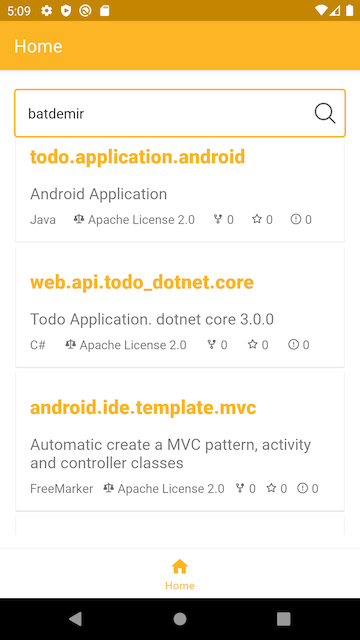 5:09
Home
batdemir
todo.application.android
Android Application
Java Apache License 2.0 0 0 0
web.api.todo_dotnet.core
Todo Application. dotnet core 3.0.0
C# Apache License 2.0 0 0 0
android.ide.template.mvc
Automatic create a MVC pattern, activity
and controller classes
FreeMarker Apache License 2.0 0 0 0
Home